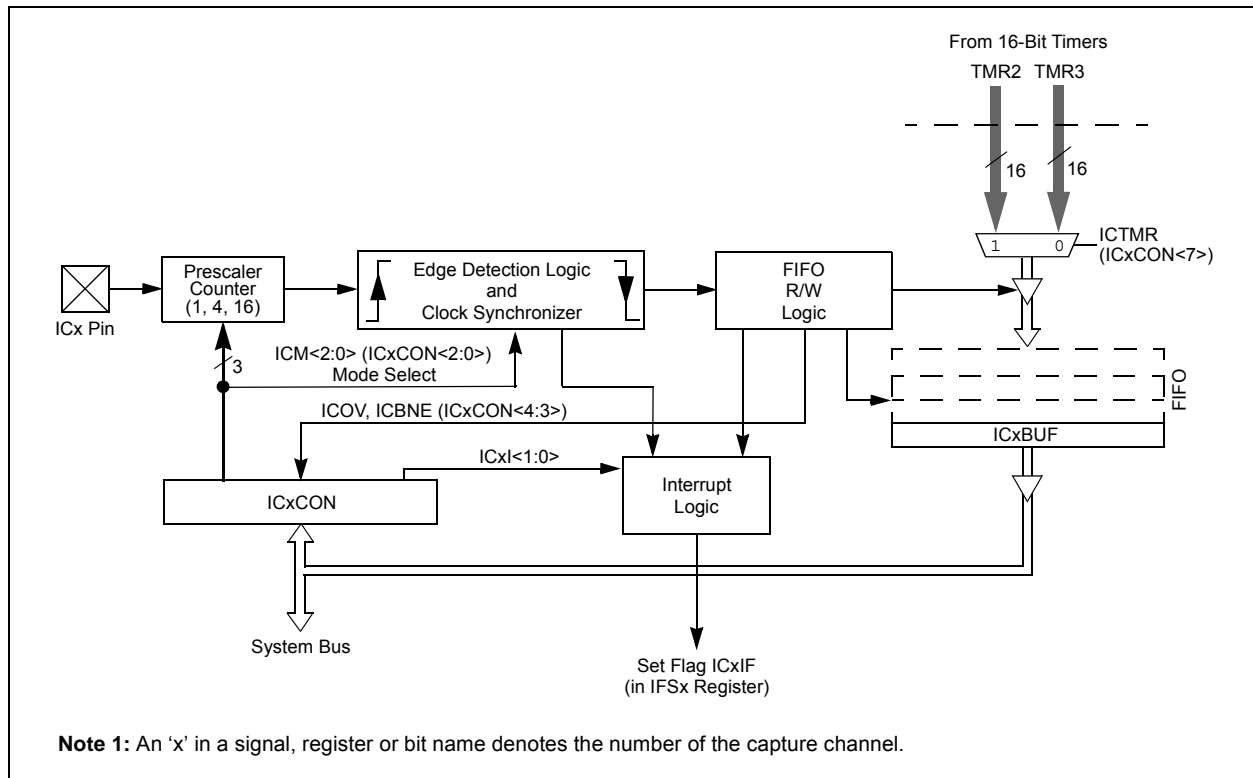 From 16-Bit Timers
TMR2 TMR3
16 16
1 0
ICTMR
(ICxCON<7>)
Prescaler
Counter
(1, 4, 16)
Edge Detection Logic
and
Clock Synchronizer
FIFO
R/W
Logic
ICx Pin
3
ICM<2:0> (ICxCON<2:0>)
Mode Select
FIFO
ICOV, ICBNE (ICxCON<4:3>)
ICxBUF
ICxI<1:0>
ICxCON
Interrupt
Logic
System Bus
Set Flag ICxIF
(in IFSx Register)
Note 1: An ‘x’ in a signal, register or bit name denotes the number of the capture channel.